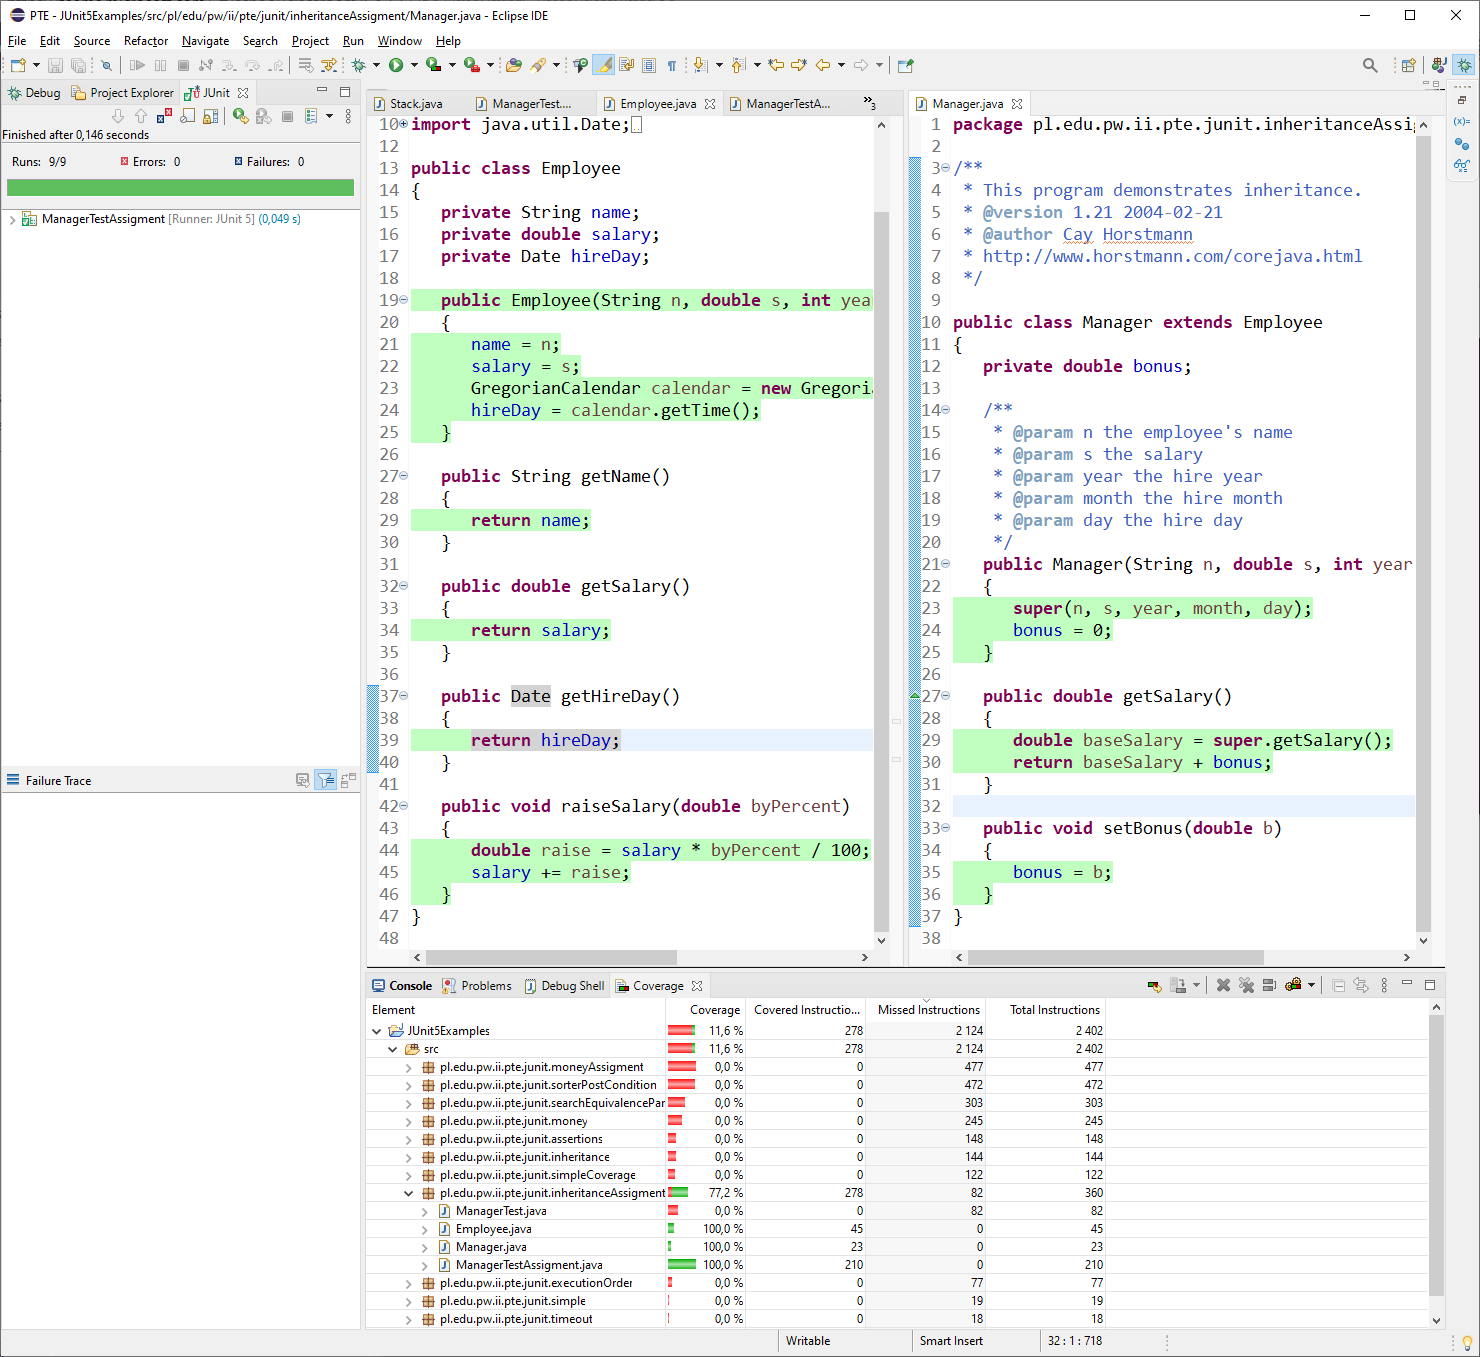 PTE - JUnit5Examples/src/pl/edu/pw/ii/pte/junit/inheritanceAssigment/Manager.java - Eclipse IDE
File Edit Source Refactor Navigate Search Project Run Window Help
Debug Project Explorer JUnit
Finished after 0,146 seconds
Runs: 9/9 Errors: 0 Failures: 0
ManagerTestAssigment [Runner: JUnit 5] (0,049 s)
Failure Trace
Stack.java ManagerTest.... Employee.java ManagerTestA... »3
10 import java.util.Date;
12
13 public class Employee
14 {
15 private String name;
16 private double salary;
17 private Date hireDay;
18
19 public Employee(String n, double s, int yea
20 {
21 name = n;
22 salary = s;
23 GregorianCalendar calendar = new Gregori
24 hireDay = calendar.getTime();
25 }
26
27 public String getName()
28 {
29 return name;
30 }
31
32 public double getSalary()
33 {
34 return salary;
35 }
36
37 public Date getHireDay()
38 {
39 return hireDay;
40 }
41
42 public void raiseSalary(double byPercent)
43 {
44 double raise = salary * byPercent / 100;
45 salary += raise;
46 }
47 }
48
Manager.java
1 package pl.edu.pw.ii.pte.junit.inheritanceAssi
2
3 /**
4 * This program demonstrates inheritance.
5 * @version 1.21 2004-02-21
6 * @author Cay Horstmann
7 * http://www.horstmann.com/corejava.html
8 */
9
10 public class Manager extends Employee
11 {
12 private double bonus;
13
14 /**
15 * @param n the employee's name
16 * @param s the salary
17 * @param year the hire year
18 * @param month the hire month
19 * @param day the hire day
20 */
21 public Manager(String n, double s, int year
22 {
23 super(n, s, year, month, day);
24 bonus = 0;
25 }
26
27 public double getSalary()
28 {
29 double baseSalary = super.getSalary();
30 return baseSalary + bonus;
31 }
32
33 public void setBonus(double b)
34 {
35 bonus = b;
36 }
37 }
38
Console Problems Debug Shell Coverage
Element Coverage Covered Instructio... Missed Instructions Total Instructions
JUnit5Examples 11,6 % 278 2 124 2 402
src 11,6 % 278 2 124 2 402
pl.edu.pw.ii.pte.junit.moneyAssigment 0,0 % 0 477 477
pl.edu.pw.ii.pte.junit.sorterPostCondition 0,0 % 0 472 472
pl.edu.pw.ii.pte.junit.searchEquivalencePar 0,0 % 0 303 303
pl.edu.pw.ii.pte.junit.money 0,0 % 0 245 245
pl.edu.pw.ii.pte.junit.assertions 0,0 % 0 148 148
pl.edu.pw.ii.pte.junit.inheritance 0,0 % 0 144 144
pl.edu.pw.ii.pte.junit.simpleCoverage 0,0 % 0 122 122
pl.edu.pw.ii.pte.junit.inheritanceAssigment 77,2 % 278 82 360
ManagerTest.java 0,0 % 0 82 82
Employee.java 100,0 % 45 0 45
Manager.java 100,0 % 23 0 23
ManagerTestAssigment.java 100,0 % 210 0 210
pl.edu.pw.ii.pte.junit.executionOrder 0,0 % 0 77 77
pl.edu.pw.ii.pte.junit.simple 0,0 % 0 19 19
pl.edu.pw.ii.pte.junit.timeout 0,0 % 0 18 18
Writable Smart Insert 32 : 1 : 718